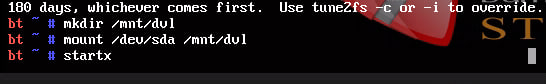 180 days, whichever comes first.  Use tune2fs -c or -i to override.
bt ~ # mkdir /mnt/dvl
bt ~ # mount /dev/sda /mnt/dvl
bt ~ # startx
ST